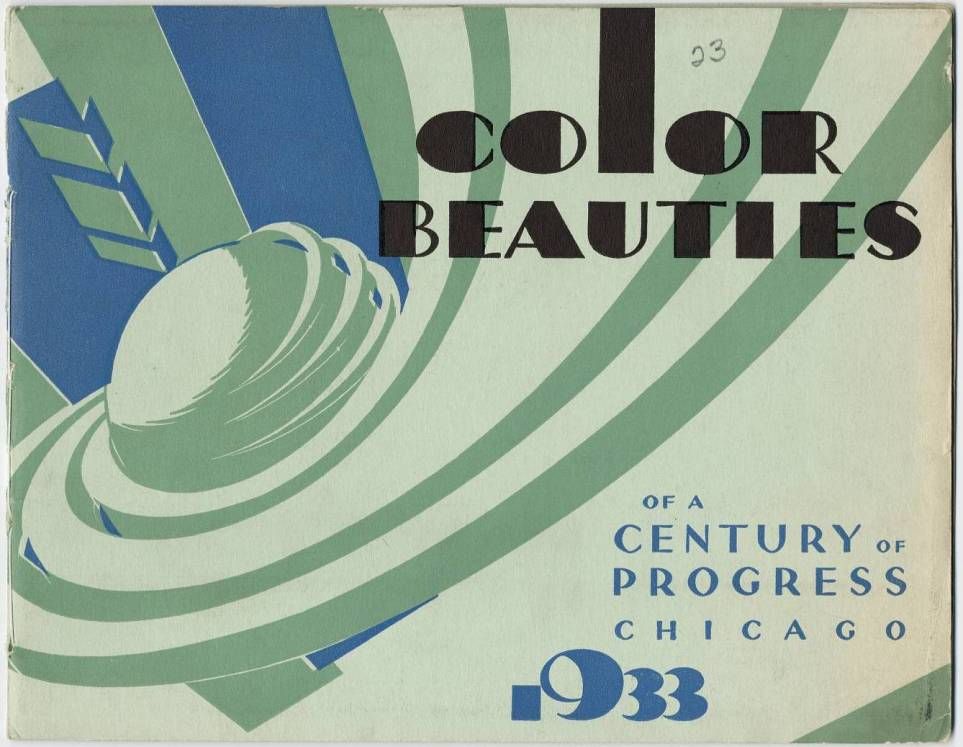 23
color
BEAUTIES
OF A
CENTURY OF
PROGRESS
CHICAGO
1933